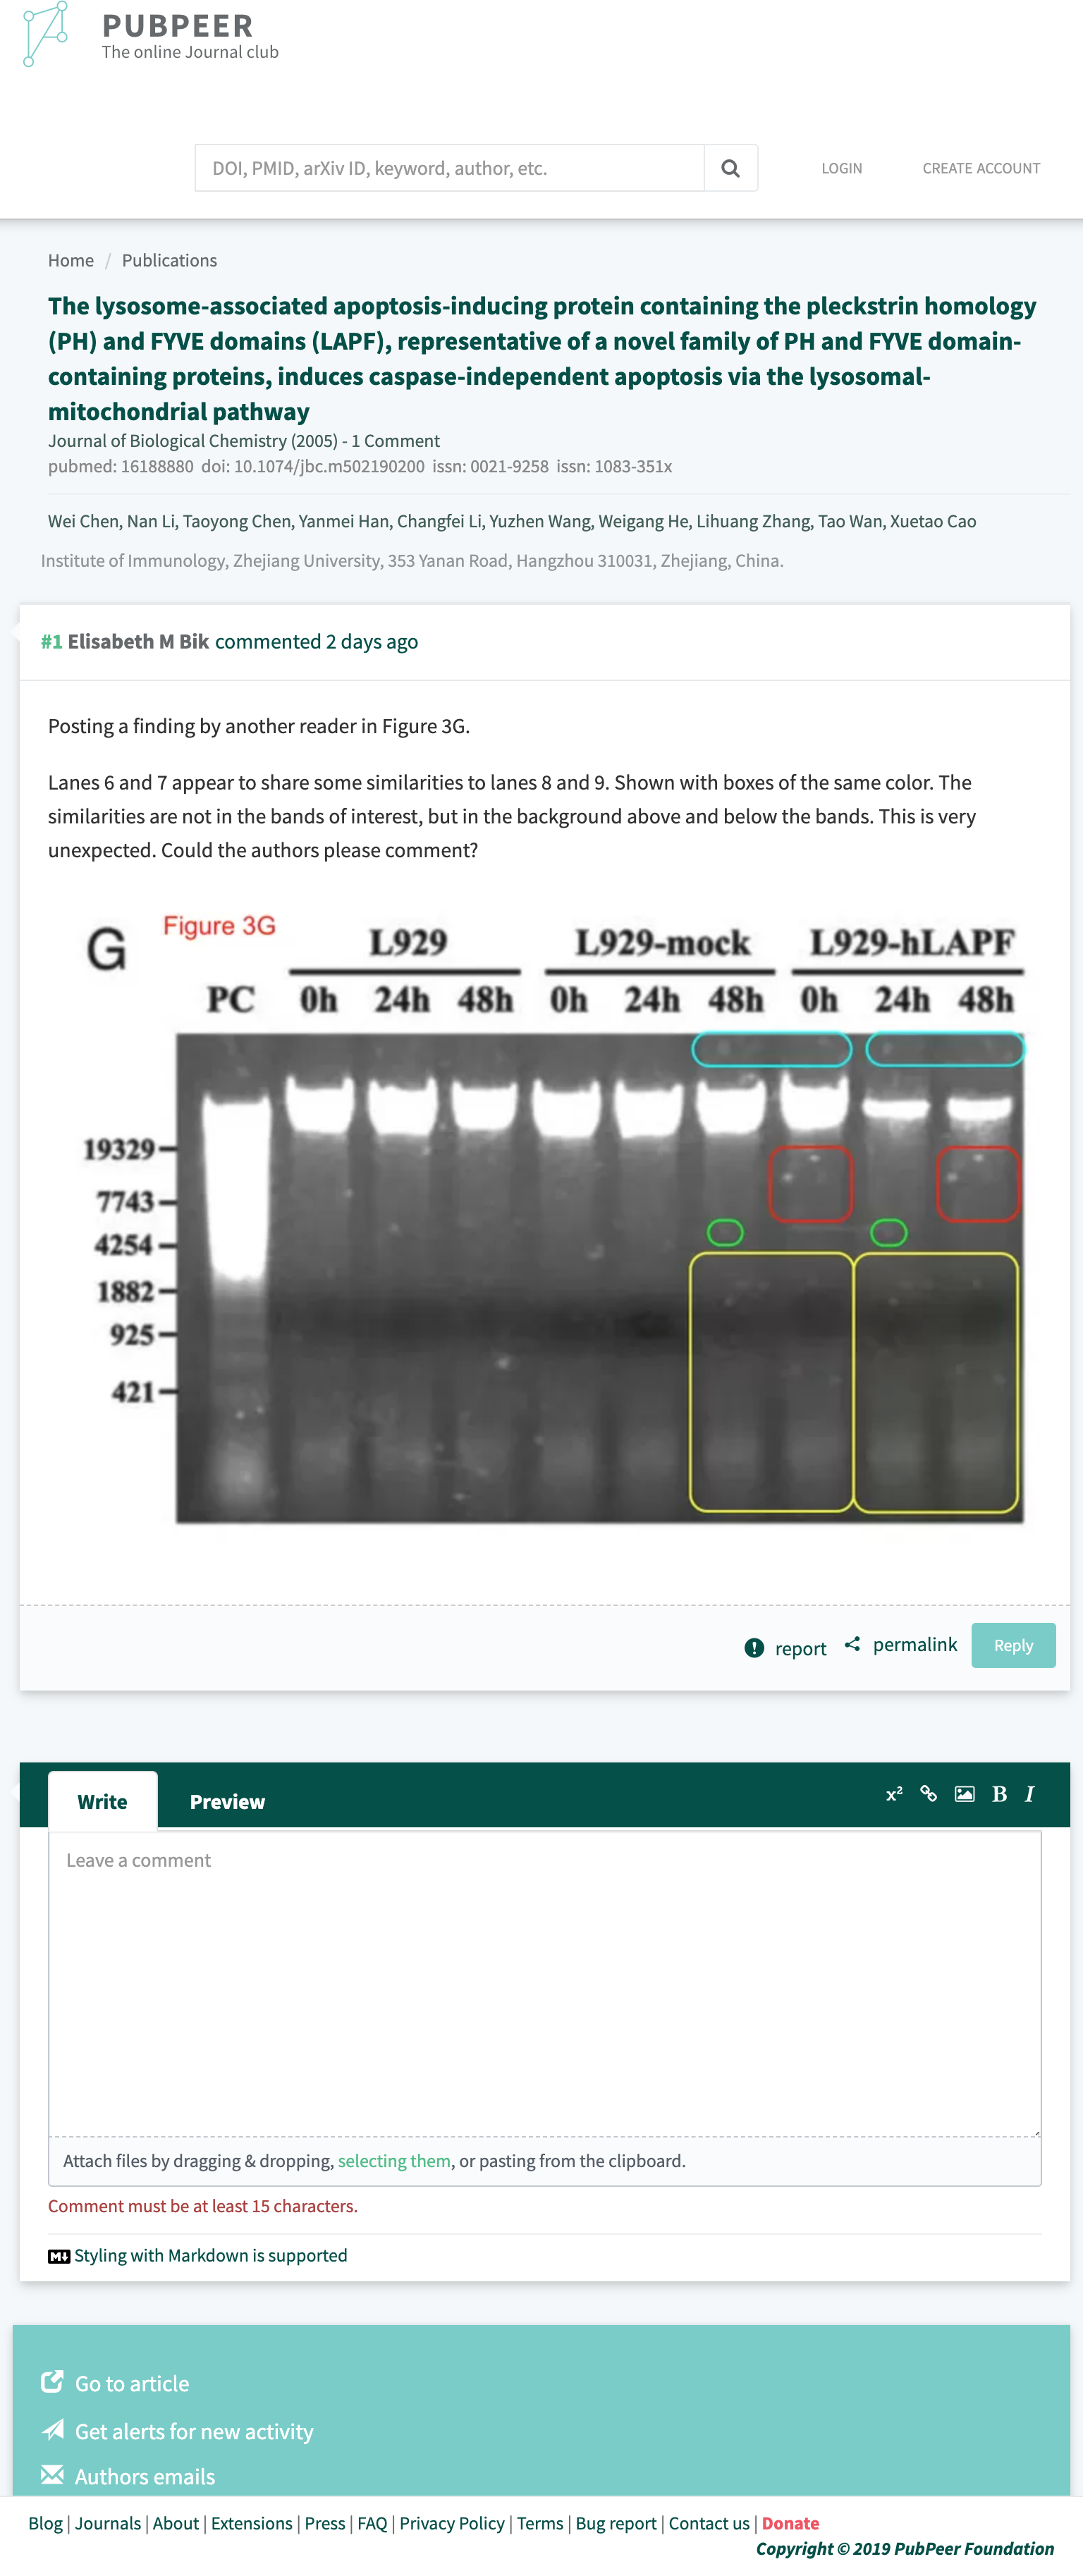 PUBPEER
The online Journal club
DOI, PMID, arXiv ID, keyword, author, etc.
LOGIN
CREATE ACCOUNT
Home / Publications
The lysosome-associated apoptosis-inducing protein containing the pleckstrin homology
(PH) and FYVE domains (LAPF), representative of a novel family of PH and FYVE domain-
containing proteins, induces caspase-independent apoptosis via the lysosomal-
mitochondrial pathway
Journal of Biological Chemistry (2005) - 1 Comment
pubmed: 16188880 doi: 10.1074/jbc.m502190200 issn: 0021-9258 issn: 1083-351x
Wei Chen, Nan Li, Taoyong Chen, Yanmei Han, Changfei Li, Yuzhen Wang, Weigang He, Lihuang Zhang, Tao Wan, Xuetao Cao
Institute of Immunology, Zhejiang University, 353 Yanan Road, Hangzhou 310031, Zhejiang, China.
#1 Elisabeth M Bik commented 2 days ago
Posting a finding by another reader in Figure 3G.
Lanes 6 and 7 appear to share some similarities to lanes 8 and 9. Shown with boxes of the same color. The
similarities are not in the bands of interest, but in the background above and below the bands. This is very
unexpected. Could the authors please comment?
G
Figure 3G
L929 L929-mock L929-hLAPF
PC 0h 24h 48h 0h 24h 48h 0h 24h 48h
19329
7743
4254
1882
925
421
report permalink Reply
Write Preview x² B I
Leave a comment
Attach files by dragging & dropping, selecting them, or pasting from the clipboard.
Comment must be at least 15 characters.
M Styling with Markdown is supported
Go to article
Get alerts for new activity
Authors emails
Blog | Journals | About | Extensions | Press | FAQ | Privacy Policy | Terms | Bug report | Contact us | Donate
Copyright © 2019 PubPeer Foundation